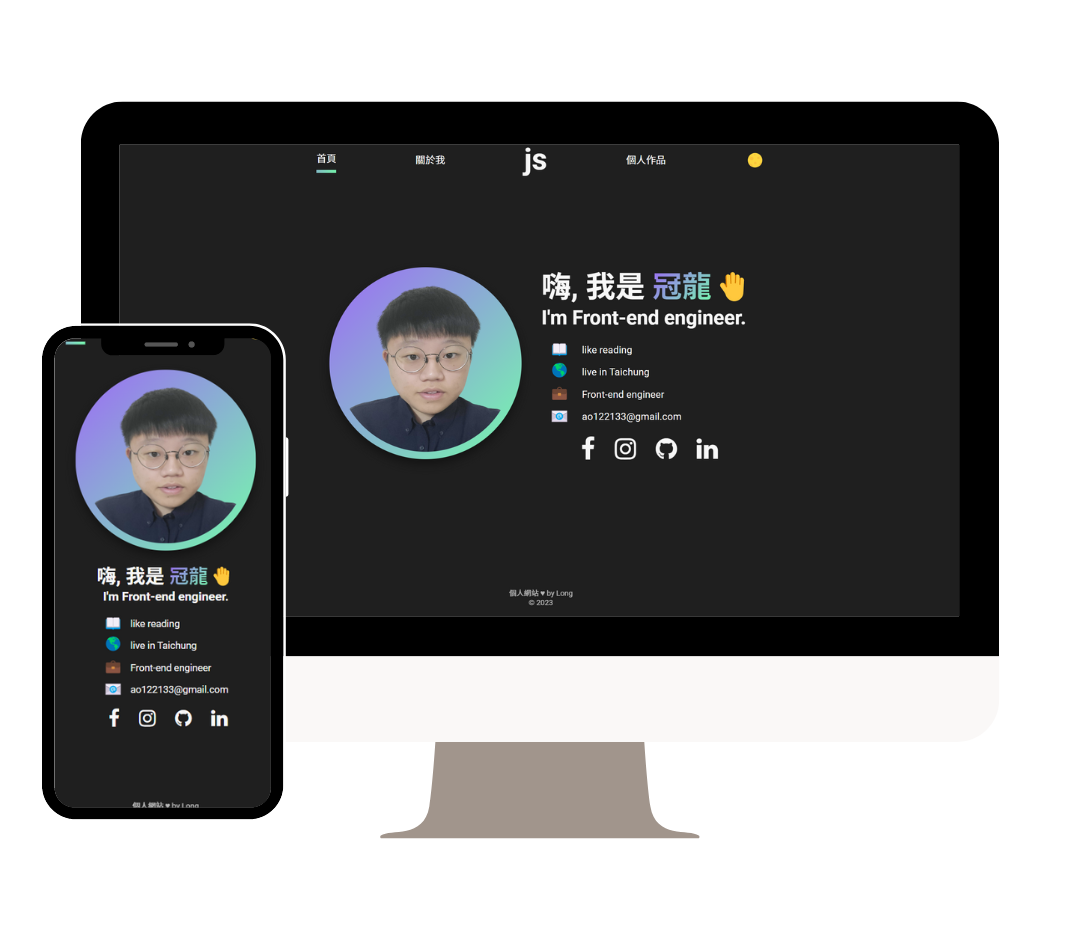 首頁
關於我
js
個人作品
嗨, 我是 冠龍
I'm Front-end engineer.
like reading
live in Taichung
Front-end engineer
ao122133@gmail.com
個人網站 ♥ by Long
© 2023
嗨, 我是 冠龍
I'm Front-end engineer.
like reading
live in Taichung
Front-end engineer
ao122133@gmail.com
個人網站 ♥ by Long